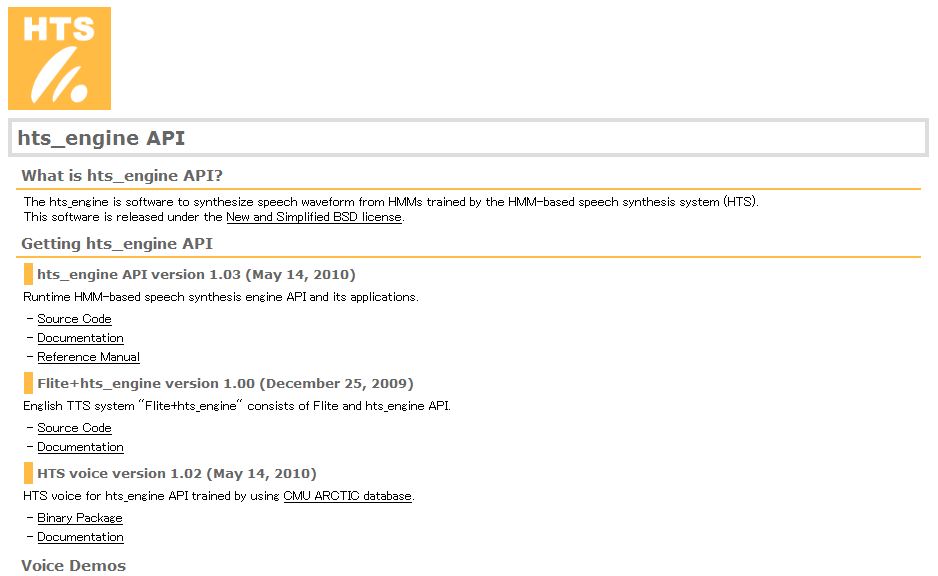 HTS
hts_engine API
What is hts_engine API?
The hts_engine is software to synthesize speech waveform from HMMs trained by the HMM-based speech synthesis system (HTS).
This software is released under the New and Simplified BSD license.
Getting hts_engine API
hts_engine API version 1.03 (May 14, 2010)
Runtime HMM-based speech synthesis engine API and its applications.
- Source Code
- Documentation
- Reference Manual
Flite+hts_engine version 1.00 (December 25, 2009)
English TTS system "Flite+hts_engine" consists of Flite and hts_engine API.
- Source Code
- Documentation
HTS voice version 1.02 (May 14, 2010)
HTS voice for hts_engine API trained by using CMU ARCTIC database.
- Binary Package
- Documentation
Voice Demos